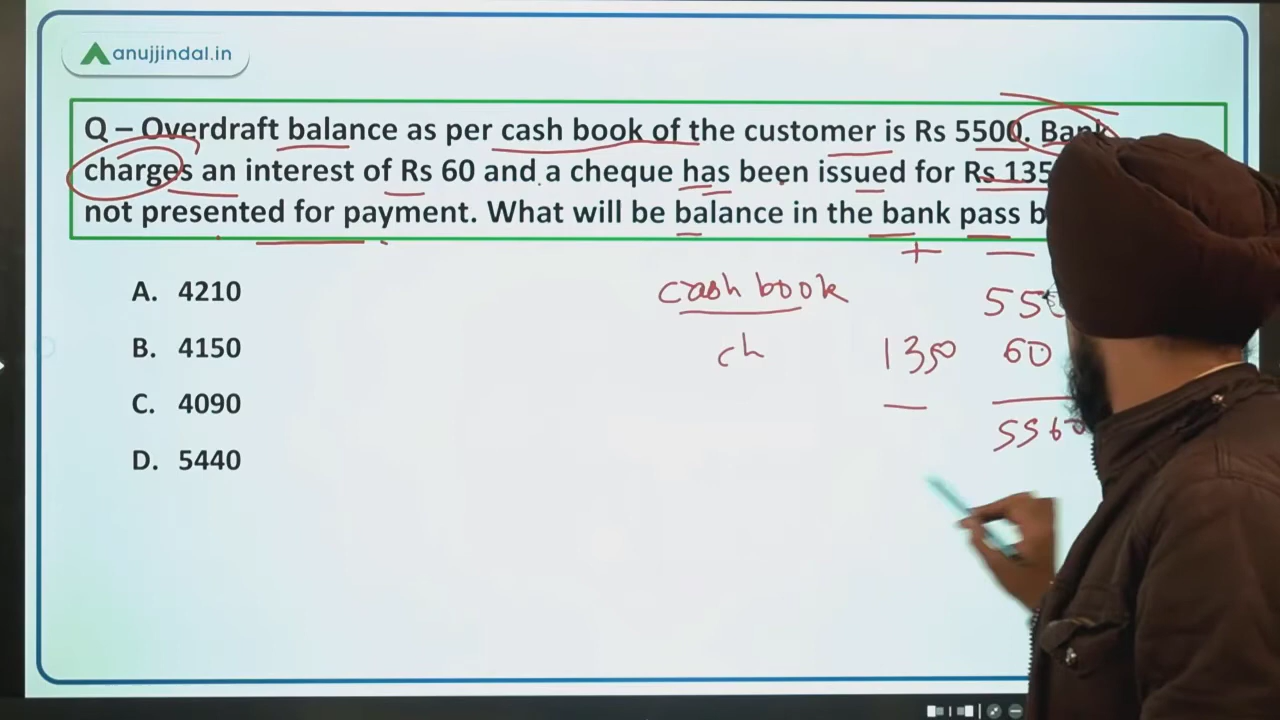 anujjindal.in
Q – Overdraft balance as per cash book of the customer is Rs 5500. Bank
charges an interest of Rs 60 and a cheque has been issued for Rs 135
not presented for payment. What will be balance in the bank pass b
+ –
A. 4210
cash book 550
B. 4150
ch 1350 60
C. 4090
5560
D. 5440